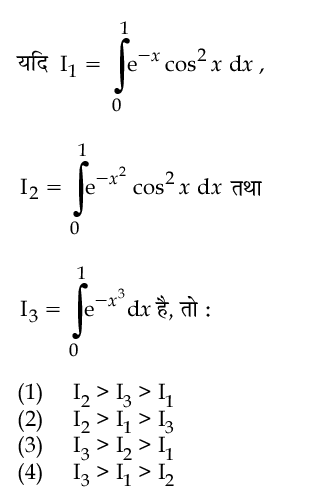 यदि I₁ = ∫₀¹ e⁻ˣ cos² x dx ,
I₂ = ∫₀¹ e^(−x²) cos² x dx तथा
I₃ = ∫₀¹ e^(−x³) dx है, तो :
(1) I₂ > I₃ > I₁
(2) I₂ > I₁ > I₃
(3) I₃ > I₂ > I₁
(4) I₃ > I₁ > I₂